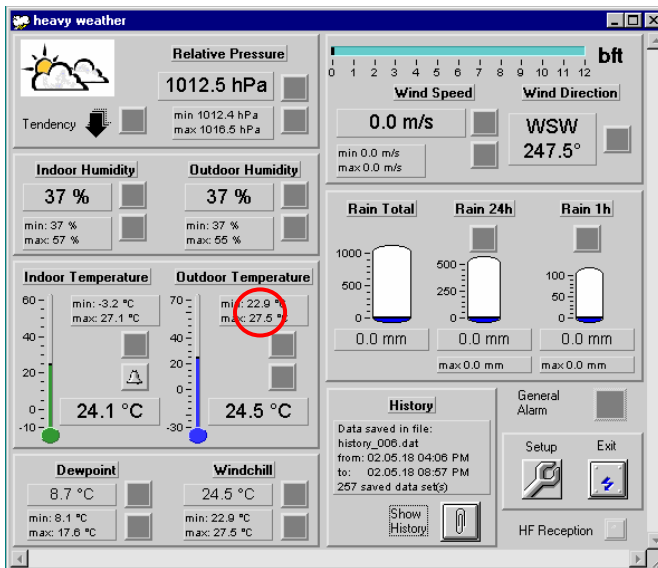 heavy weather
Relative Pressure
1012.5 hPa
Tendency
min 1012.4 hPa
max 1016.5 hPa
bft
0 1 2 3 4 5 6 7 8 9 10 11 12
Wind Speed
Wind Direction
0.0 m/s
WSW
247.5°
min 0.0 m/s
max 0.0 m/s
Indoor Humidity
Outdoor Humidity
37 %
37 %
min: 37 %
max: 57 %
min: 37 %
max: 55 %
Rain Total
Rain 24h
Rain 1h
1000
500
0
500
250
0
100
50
0
0.0 mm
0.0 mm
0.0 mm
max 0.0 mm
max 0.0 mm
Indoor Temperature
Outdoor Temperature
60
40
20
0
-10
min: -3.2 °C
max: 27.1 °C
24.1 °C
70
40
20
0
-30
min: 22.9 °C
max: 27.5 °C
24.5 °C
History
Data saved in file:
history_006.dat
from: 02.05.18 04:06 PM
to: 02.05.18 08:57 PM
257 saved data set(s)
Show
History
General
Alarm
Setup
Exit
HF Reception
Dewpoint
Windchill
8.7 °C
24.5 °C
min: 8.1 °C
max: 17.6 °C
min: 22.9 °C
max: 27.5 °C